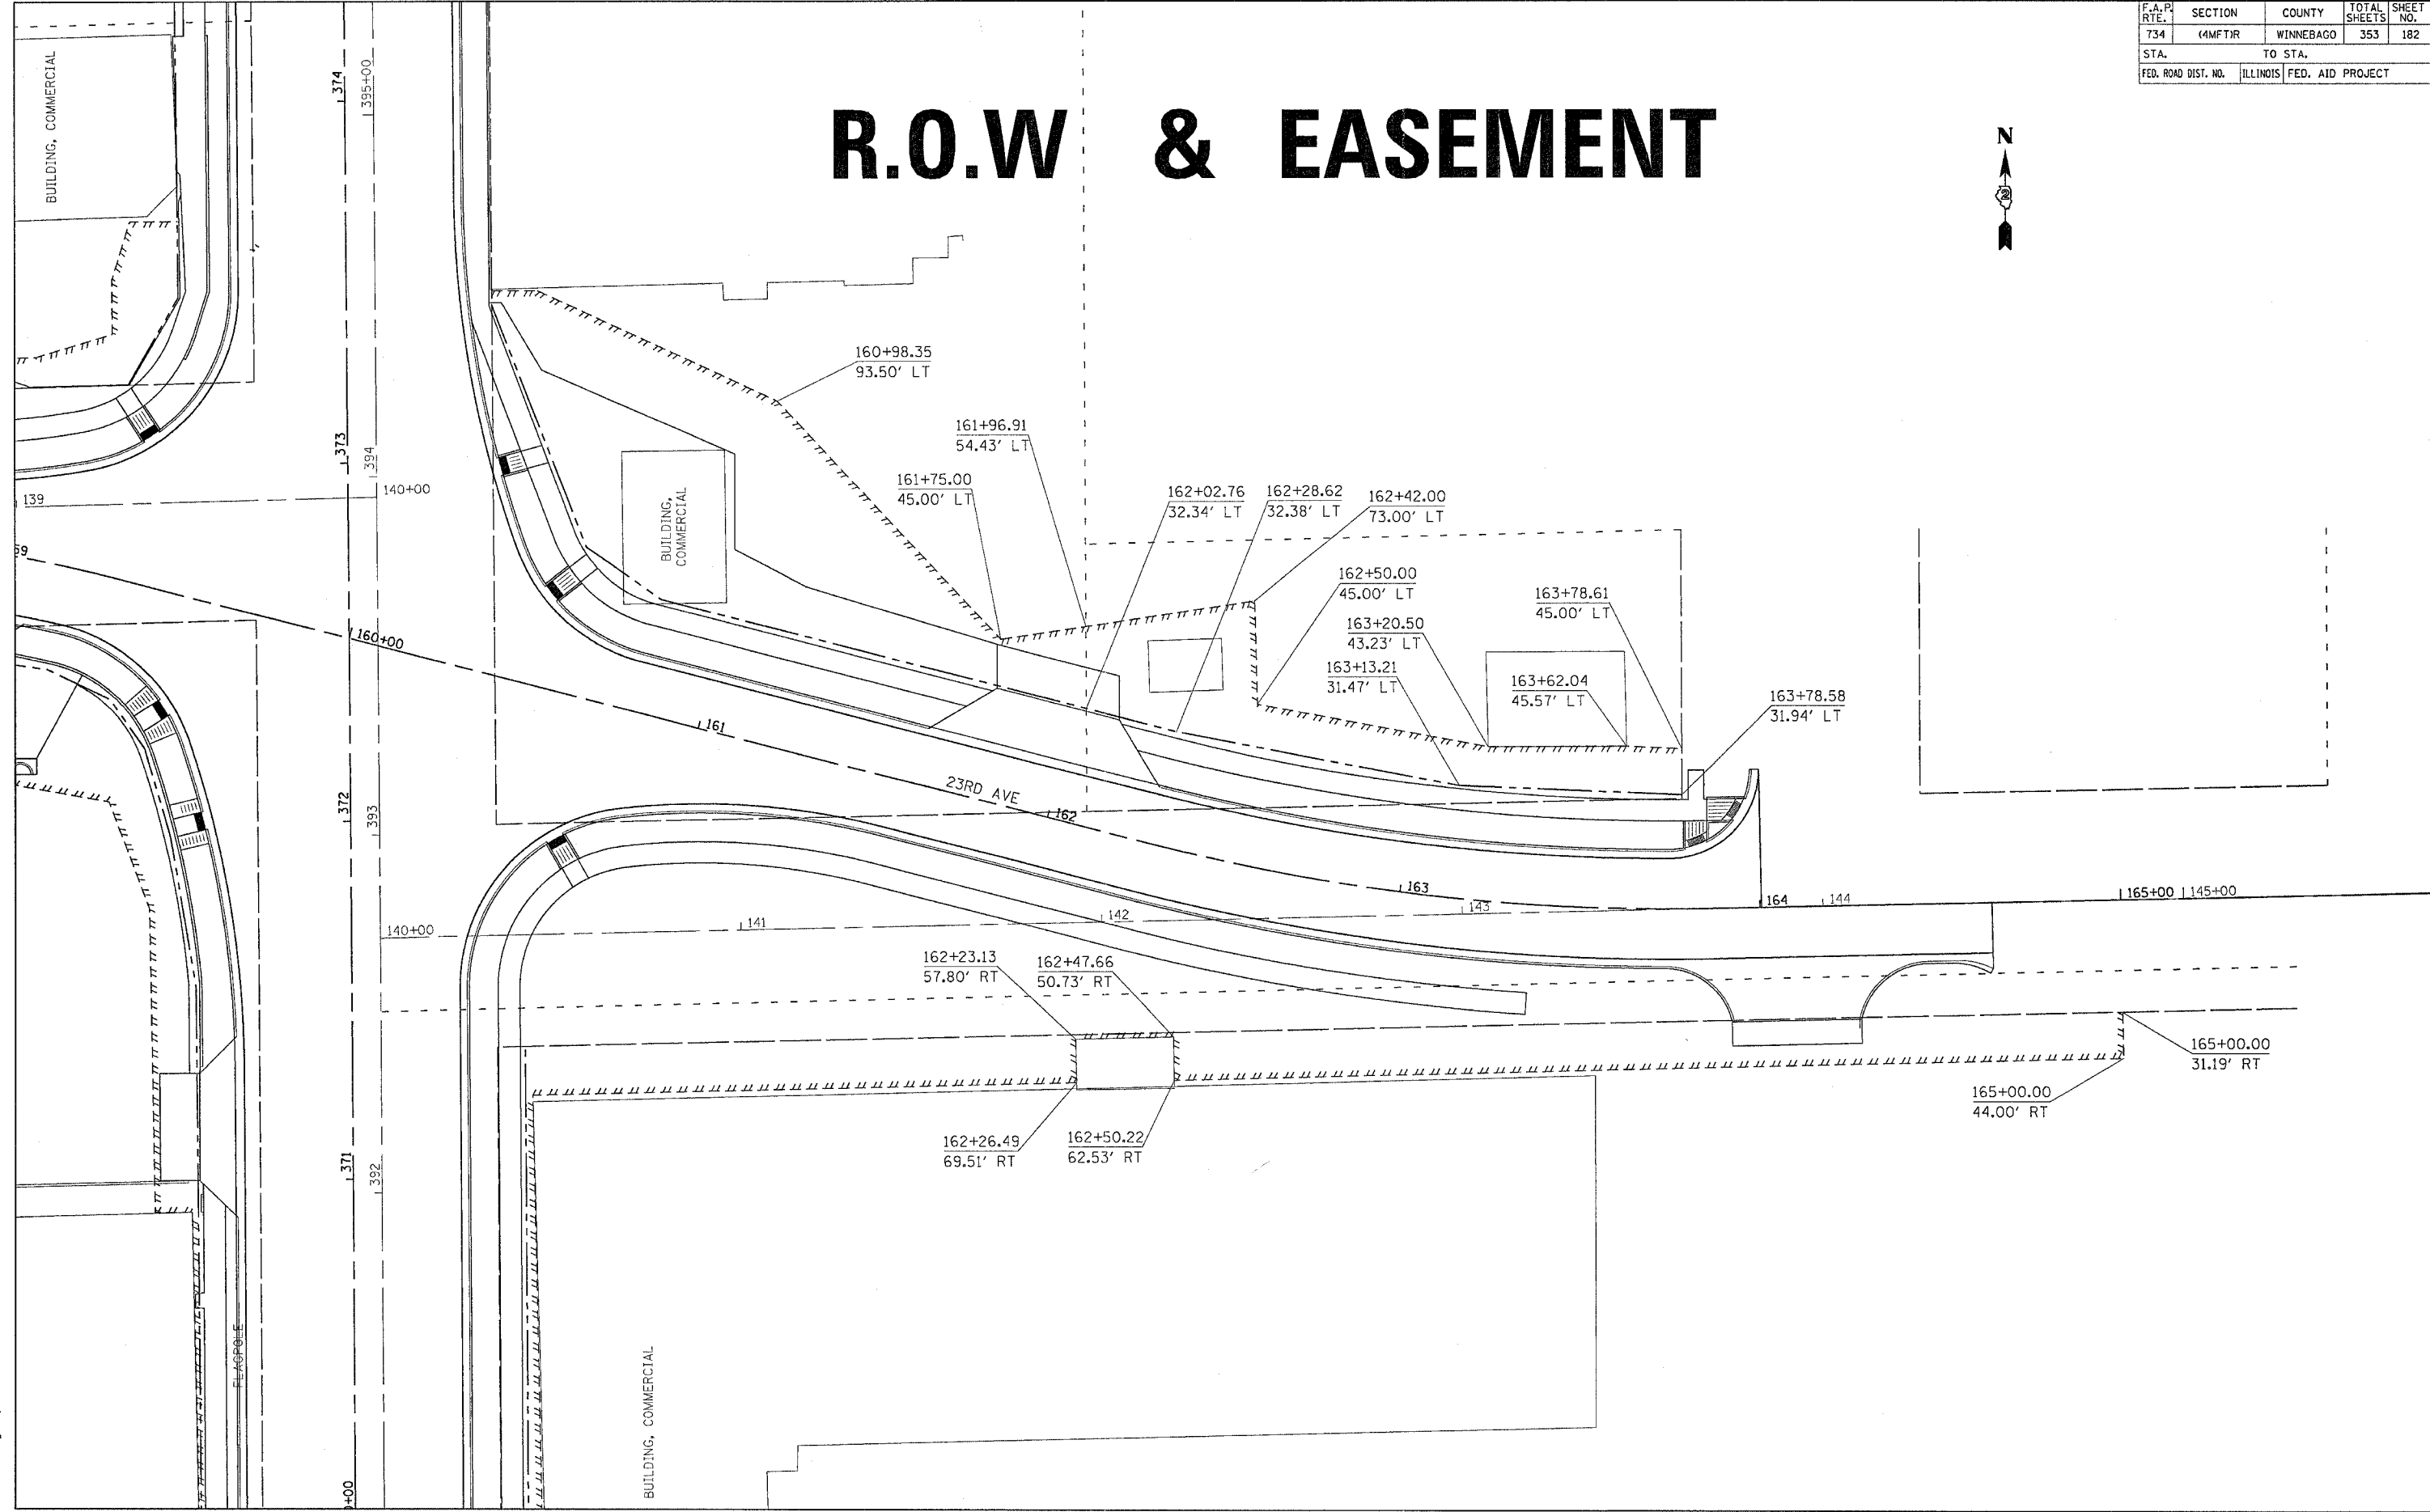 F.A.P. RTE. SECTION COUNTY TOTAL SHEETS SHEET NO.
734 (4MFT)R WINNEBAGO 353 182
STA. TO STA.
FED. ROAD DIST. NO. ILLINOIS FED. AID PROJECT
R.O.W & EASEMENT
N
2
BUILDING, COMMERCIAL
374
395+00
373
394
139
140+00
59
160+00
BUILDING,
COMMERCIAL
160+98.35
93.50' LT
161+96.91
54.43' LT
161+75.00
45.00' LT
162+02.76
32.34' LT
162+28.62
32.38' LT
162+42.00
73.00' LT
162+50.00
45.00' LT
163+20.50
43.23' LT
163+13.21
31.47' LT
163+78.61
45.00' LT
163+62.04
45.57' LT
163+78.58
31.94' LT
161
23RD AVE
162
163
164
144
165+00
145+00
372
393
140+00
141
142
143
162+23.13
57.80' RT
162+47.66
50.73' RT
162+26.49
69.51' RT
162+50.22
62.53' RT
165+00.00
31.19' RT
165+00.00
44.00' RT
371
392
FLAGPOLE
BUILDING, COMMERCIAL
+00